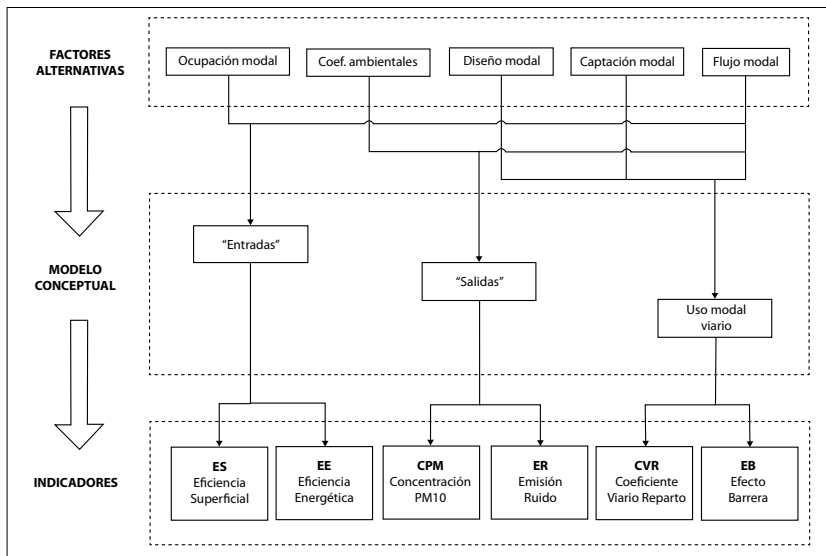 FACTORES
ALTERNATIVAS
Ocupación modal
Coef. ambientales
Diseño modal
Captación modal
Flujo modal
MODELO
CONCEPTUAL
“Entradas”
“Salidas”
Uso modal
viario
INDICADORES
ES
Eficiencia
Superficial
EE
Eficiencia
Energética
CPM
Concentración
PM10
ER
Emisión
Ruido
CVR
Coeficiente
Viario Reparto
EB
Efecto
Barrera